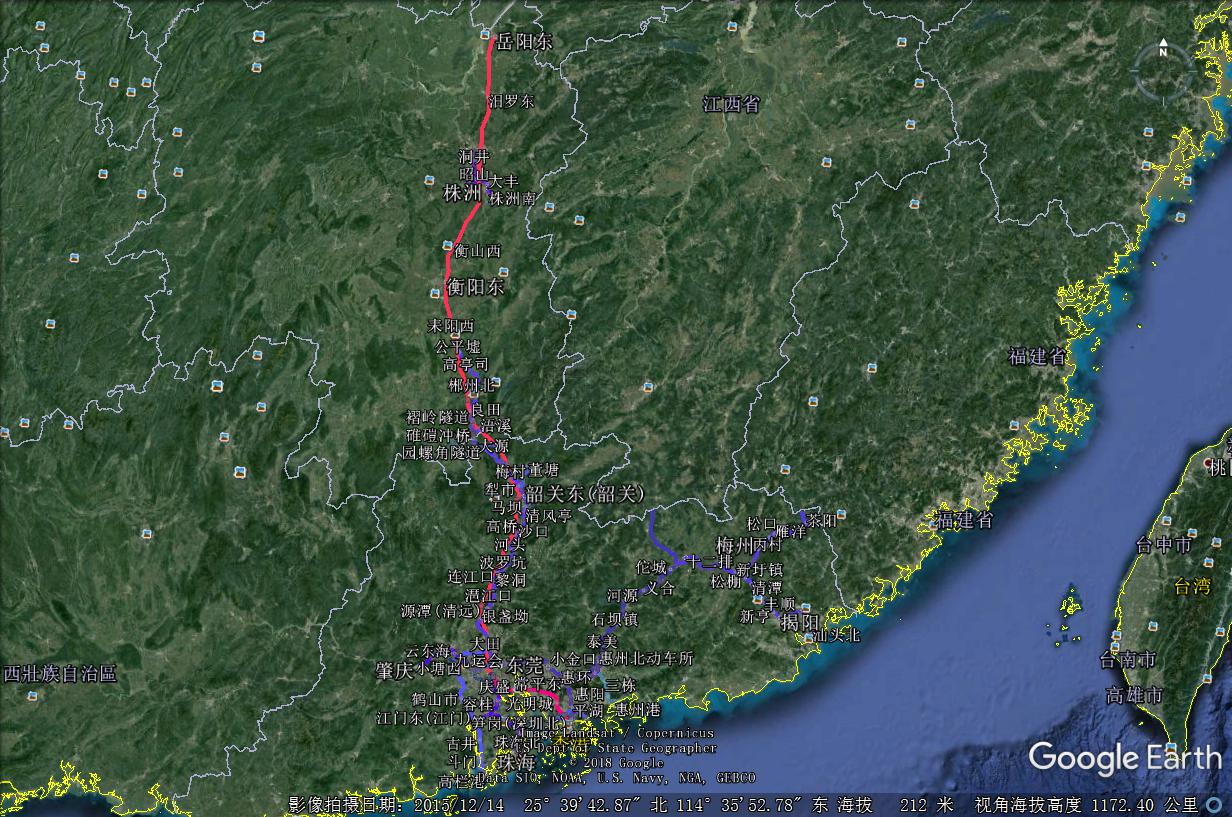 岳阳东
N
汨罗东
江西省
洞井
昭山
大丰
株洲
株洲南
衡山西
衡阳东
耒阳西
福建省
公平墟
高亭司
郴州北
良田
褶岭隧道
浯溪
碓磑冲桥
大源
园螺角隧道
梅村
董塘
桃
犁市
韶关东(韶关)
马坝
清风亭
松口
茶阳
福建省
高桥
沙口
雁洋
河头
梅州
丙村
台中市
波罗坑
佗城
十二排
新圩镇
连江口
黎洞
松棚
清潭
义合
台湾
河源
源潭(清远)
银盏坳
丰顺
石坝镇
新亨
揭阳
汕头北
大田
泰美
云东海
九运会
东莞
小金口
惠州北动车所
台南市
西壯族自治區
肇庆
小塘西
惠环
庆盛
常平东
三栋
鹤山市
容桂
光明城
惠阳
高雄市
平湖
惠州港
江门东(江门)
笋岗(深圳北)
Image Landsat / Copernicus
古井
US Dept of State Geographer
斗门
珠海
© 2018 Google
高栏港
Data SIO, NOAA, U.S. Navy, NGA, GEBCO
Google Earth
影像拍摄日期: 2015/12/14 25° 39′42.87″ 北 114° 35′52.78″ 东 海拔 212 米 视角海拔高度 1172.40 公里